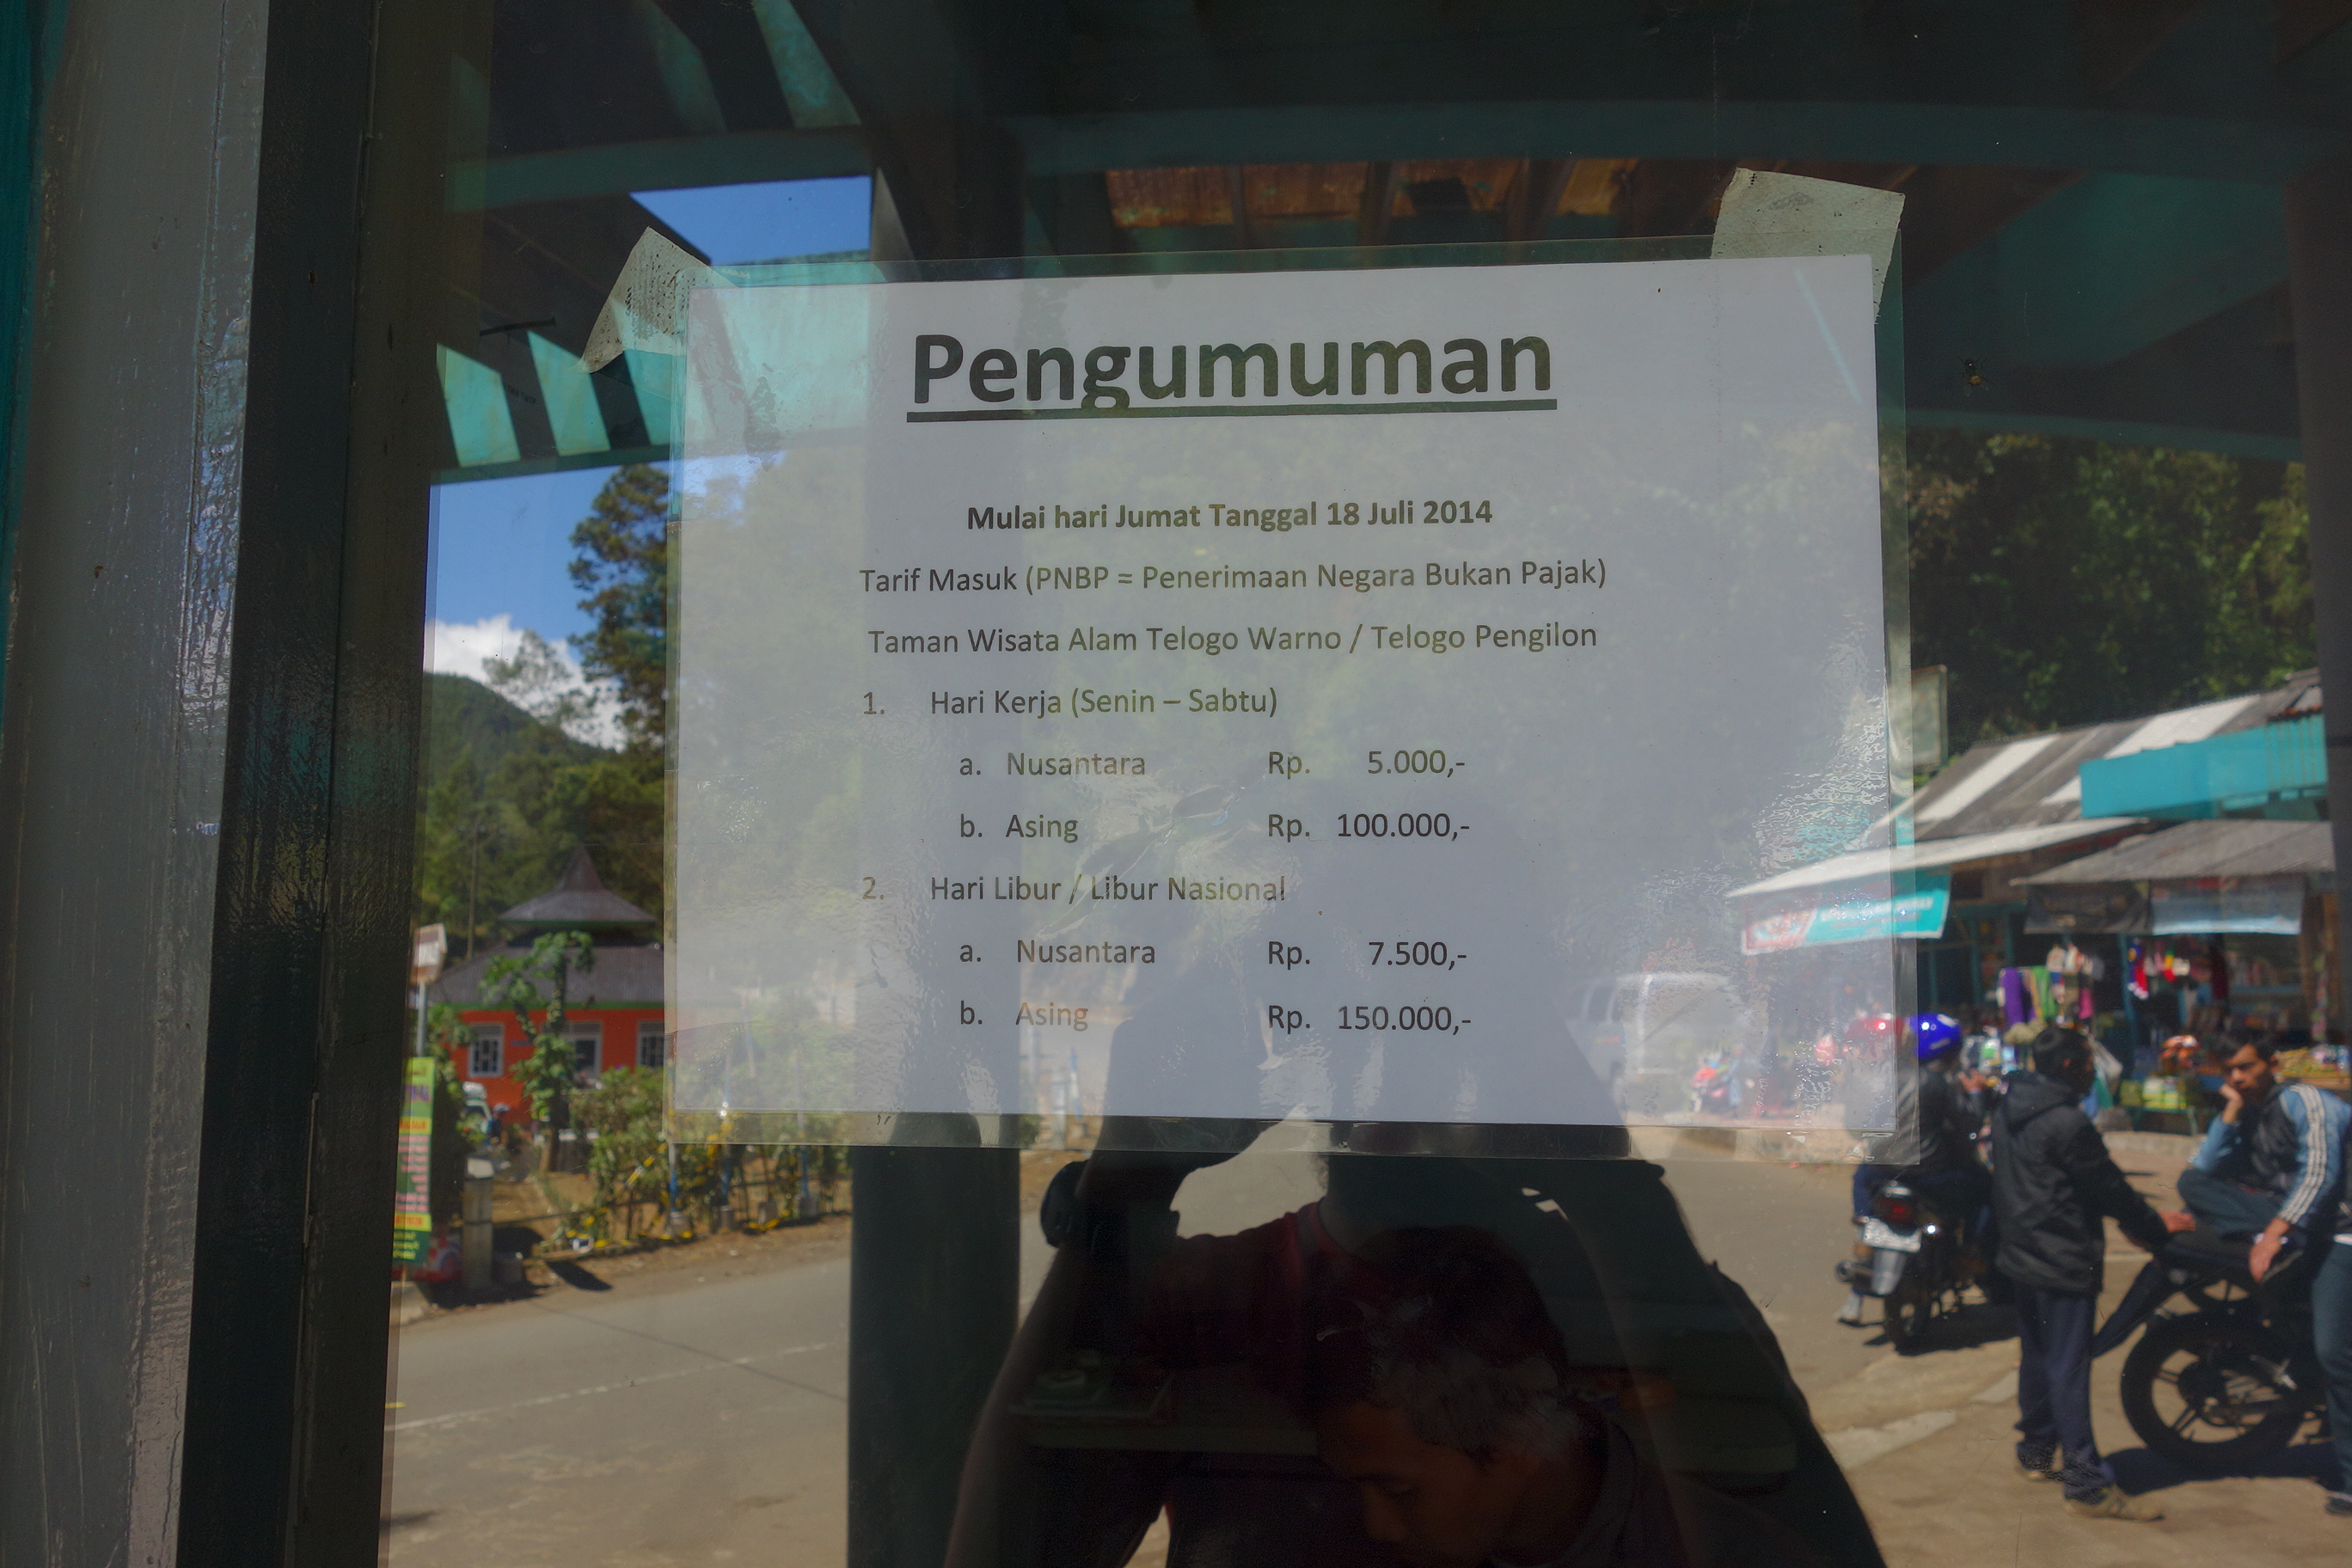 Pengumuman
Mulai hari Jumat Tanggal 18 Juli 2014
Tarif Masuk (PNBP = Penerimaan Negara Bukan Pajak)
Taman Wisata Alam Telogo Warno / Telogo Pengilon
1. Hari Kerja (Senin – Sabtu)
a. Nusantara Rp. 5.000,-
b. Asing Rp. 100.000,-
2. Hari Libur / Libur Nasional
a. Nusantara Rp. 7.500,-
b. Asing Rp. 150.000,-